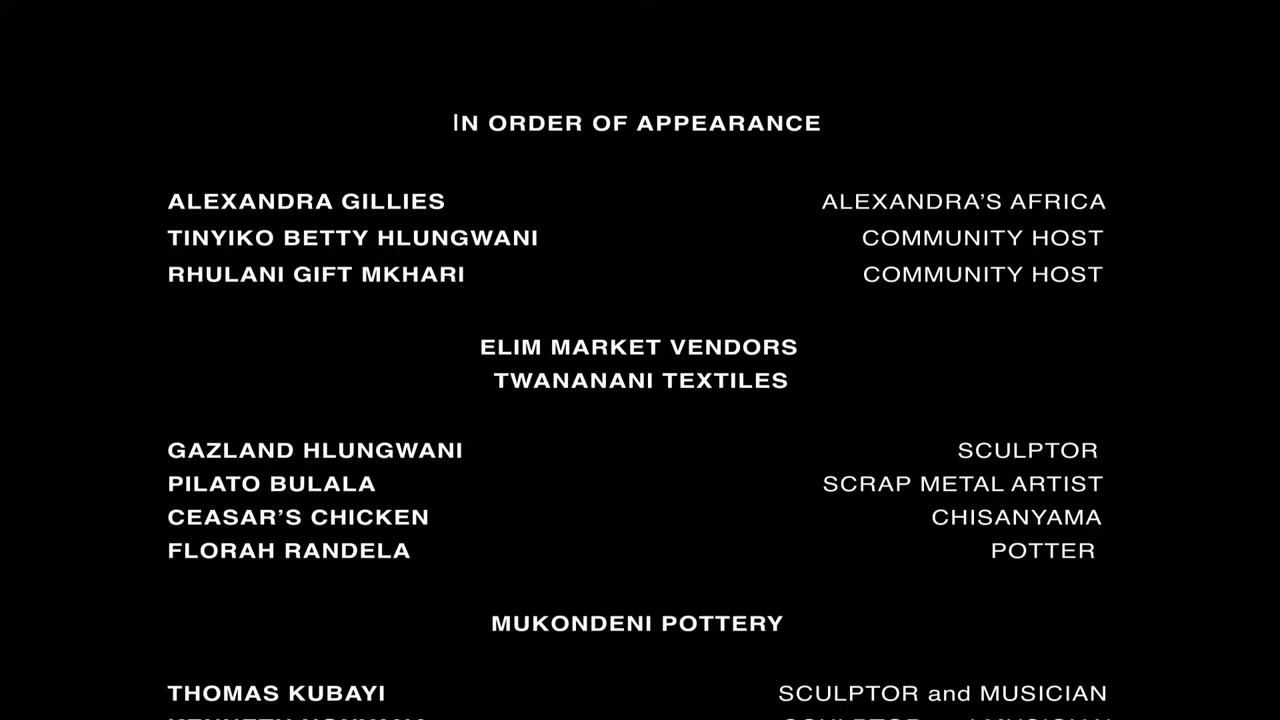 IN ORDER OF APPEARANCE
ALEXANDRA GILLIES ALEXANDRA'S AFRICA
TINYIKO BETTY HLUNGWANI COMMUNITY HOST
RHULANI GIFT MKHARI COMMUNITY HOST
ELIM MARKET VENDORS
TWANANANI TEXTILES
GAZLAND HLUNGWANI SCULPTOR
PILATO BULALA SCRAP METAL ARTIST
CEASAR'S CHICKEN CHISANYAMA
FLORAH RANDELA POTTER
MUKONDENI POTTERY
THOMAS KUBAYI SCULPTOR and MUSICIAN